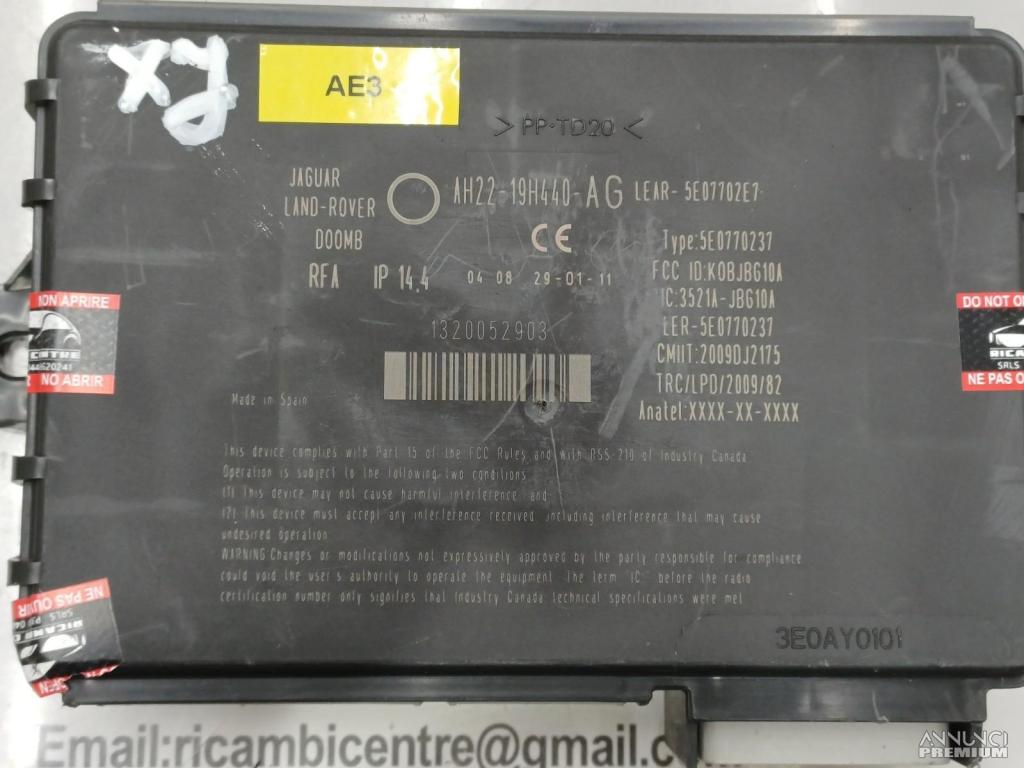 XJ
AE3
>PP-TD20<
JAGUAR
LAND-ROVER
AH22-19H440-AG LEAR- 5E07702E7-
D00MB
CE
Type:5E0770237
RFA IP 14.4 04 08 29-01-11
FCC ID:KOBJBG10A
IC:3521A-JBG10A
1320052903
LER-5E0770237
CMIIT:2009DJ2175
TRC/LPD/2009/82
Anatel:XXXX-XX-XXXX
Made in Spain
This device complies with Part 15 of the FCC Rules and with RSS-210 of Industry Canada
Operation is subject to the following two conditions
(1) This device may not cause harmful interference and
(2) This device must accept any interference received including interference that may cause
undesired operation
WARNING Changes or modifications not expressively approved by the party responsible for compliance
could void the user's authority to operate the equipment. The term "IC" before the radio
certification number only signifies that Industry Canada technical specifications were met
3E0AY0101
NON APRIRE
NO ABRIR
DO NOT
RICAR
SRLS
NE PAS
NE PAS OUVRIR
SRLS
Email:ricambicentre@gmail.c
ANNUNCI
PREMIUM